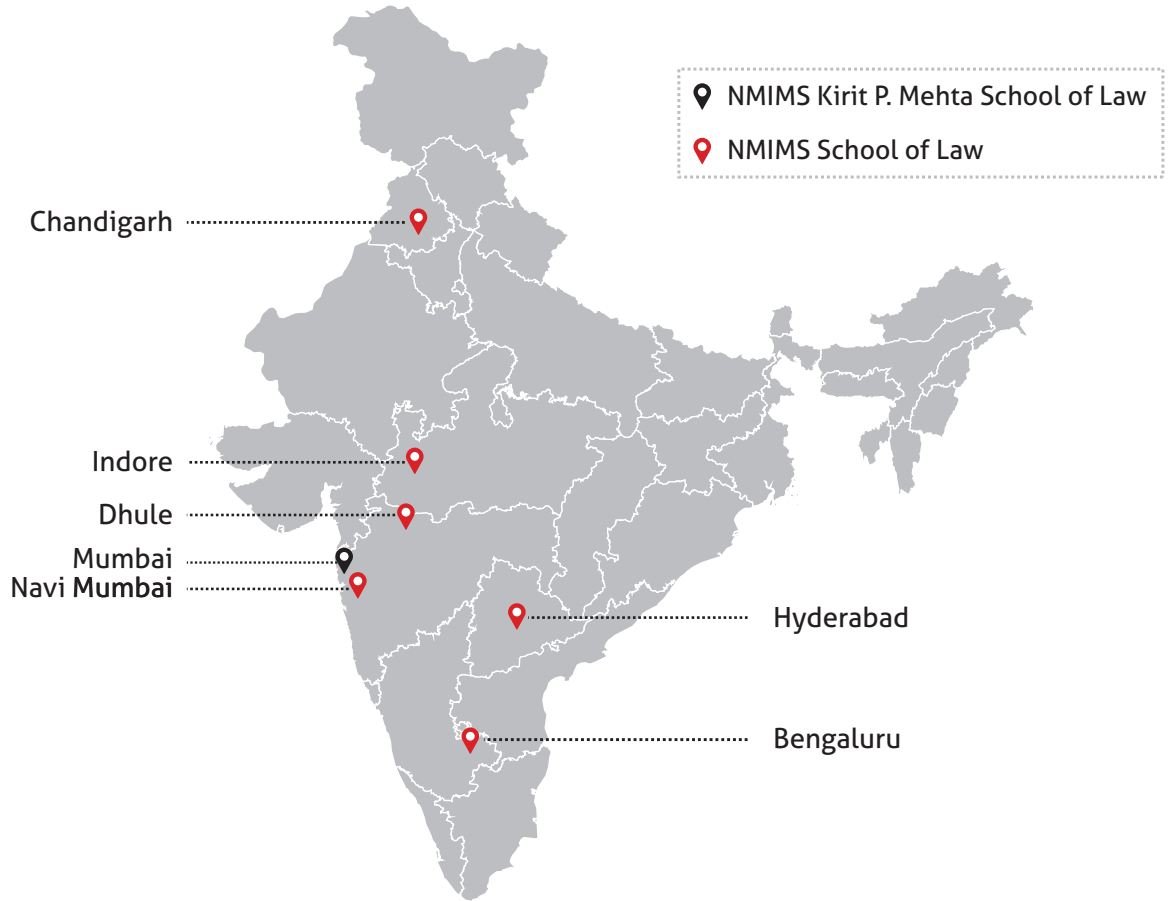 NMIMS Kirit P. Mehta School of Law
NMIMS School of Law
Chandigarh
Indore
Dhule
Mumbai
Navi Mumbai
Hyderabad
Bengaluru